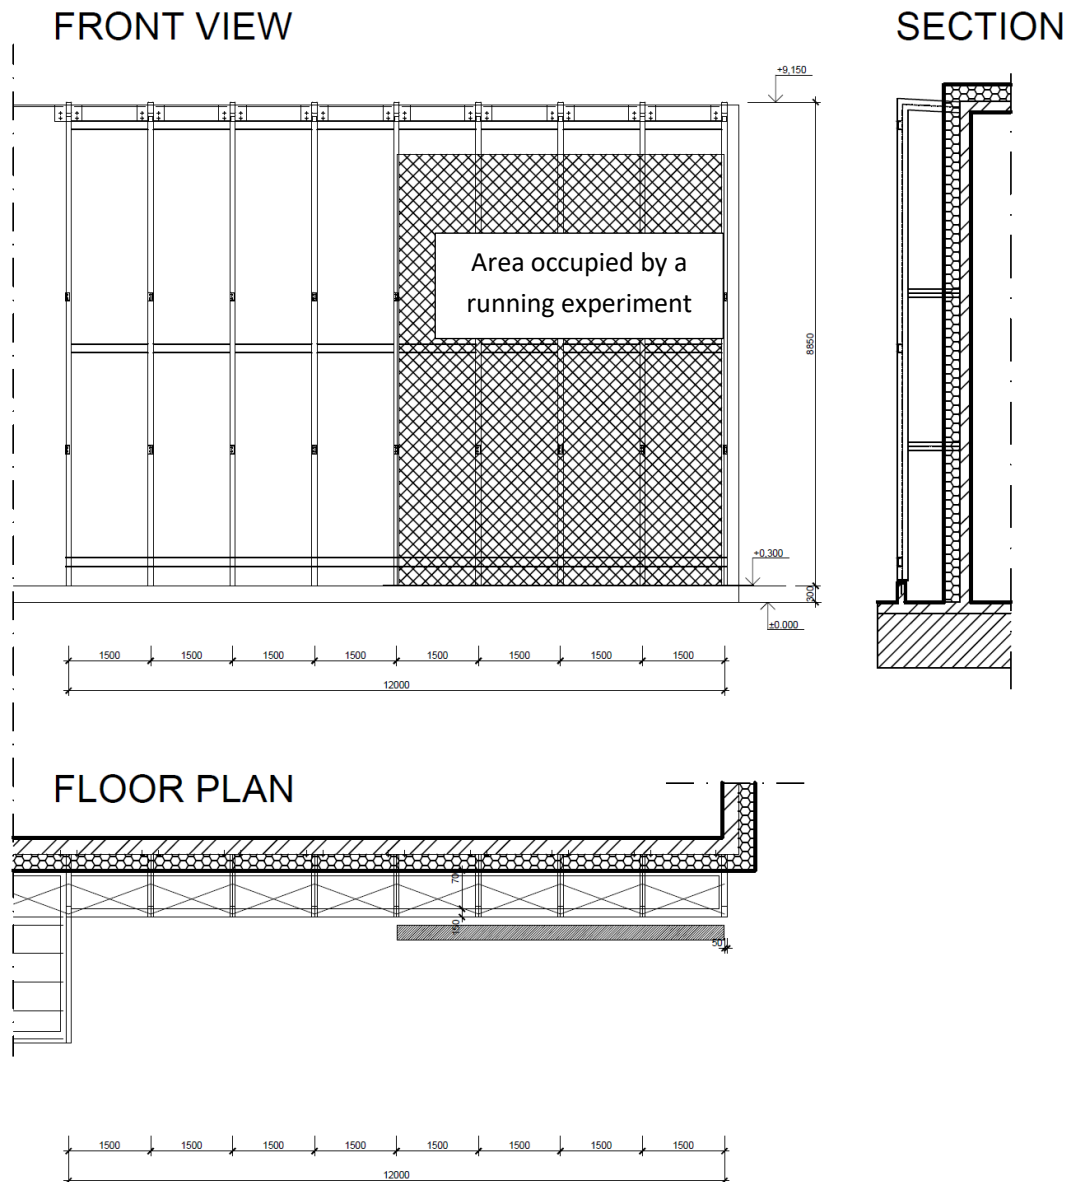 FRONT VIEW
SECTION
+9,150
Area occupied by a
running experiment
8850
+0,300
300
±0.000
1500 1500 1500 1500 1500 1500 1500 1500
12000
FLOOR PLAN
700
150
50
1500 1500 1500 1500 1500 1500 1500 1500
12000